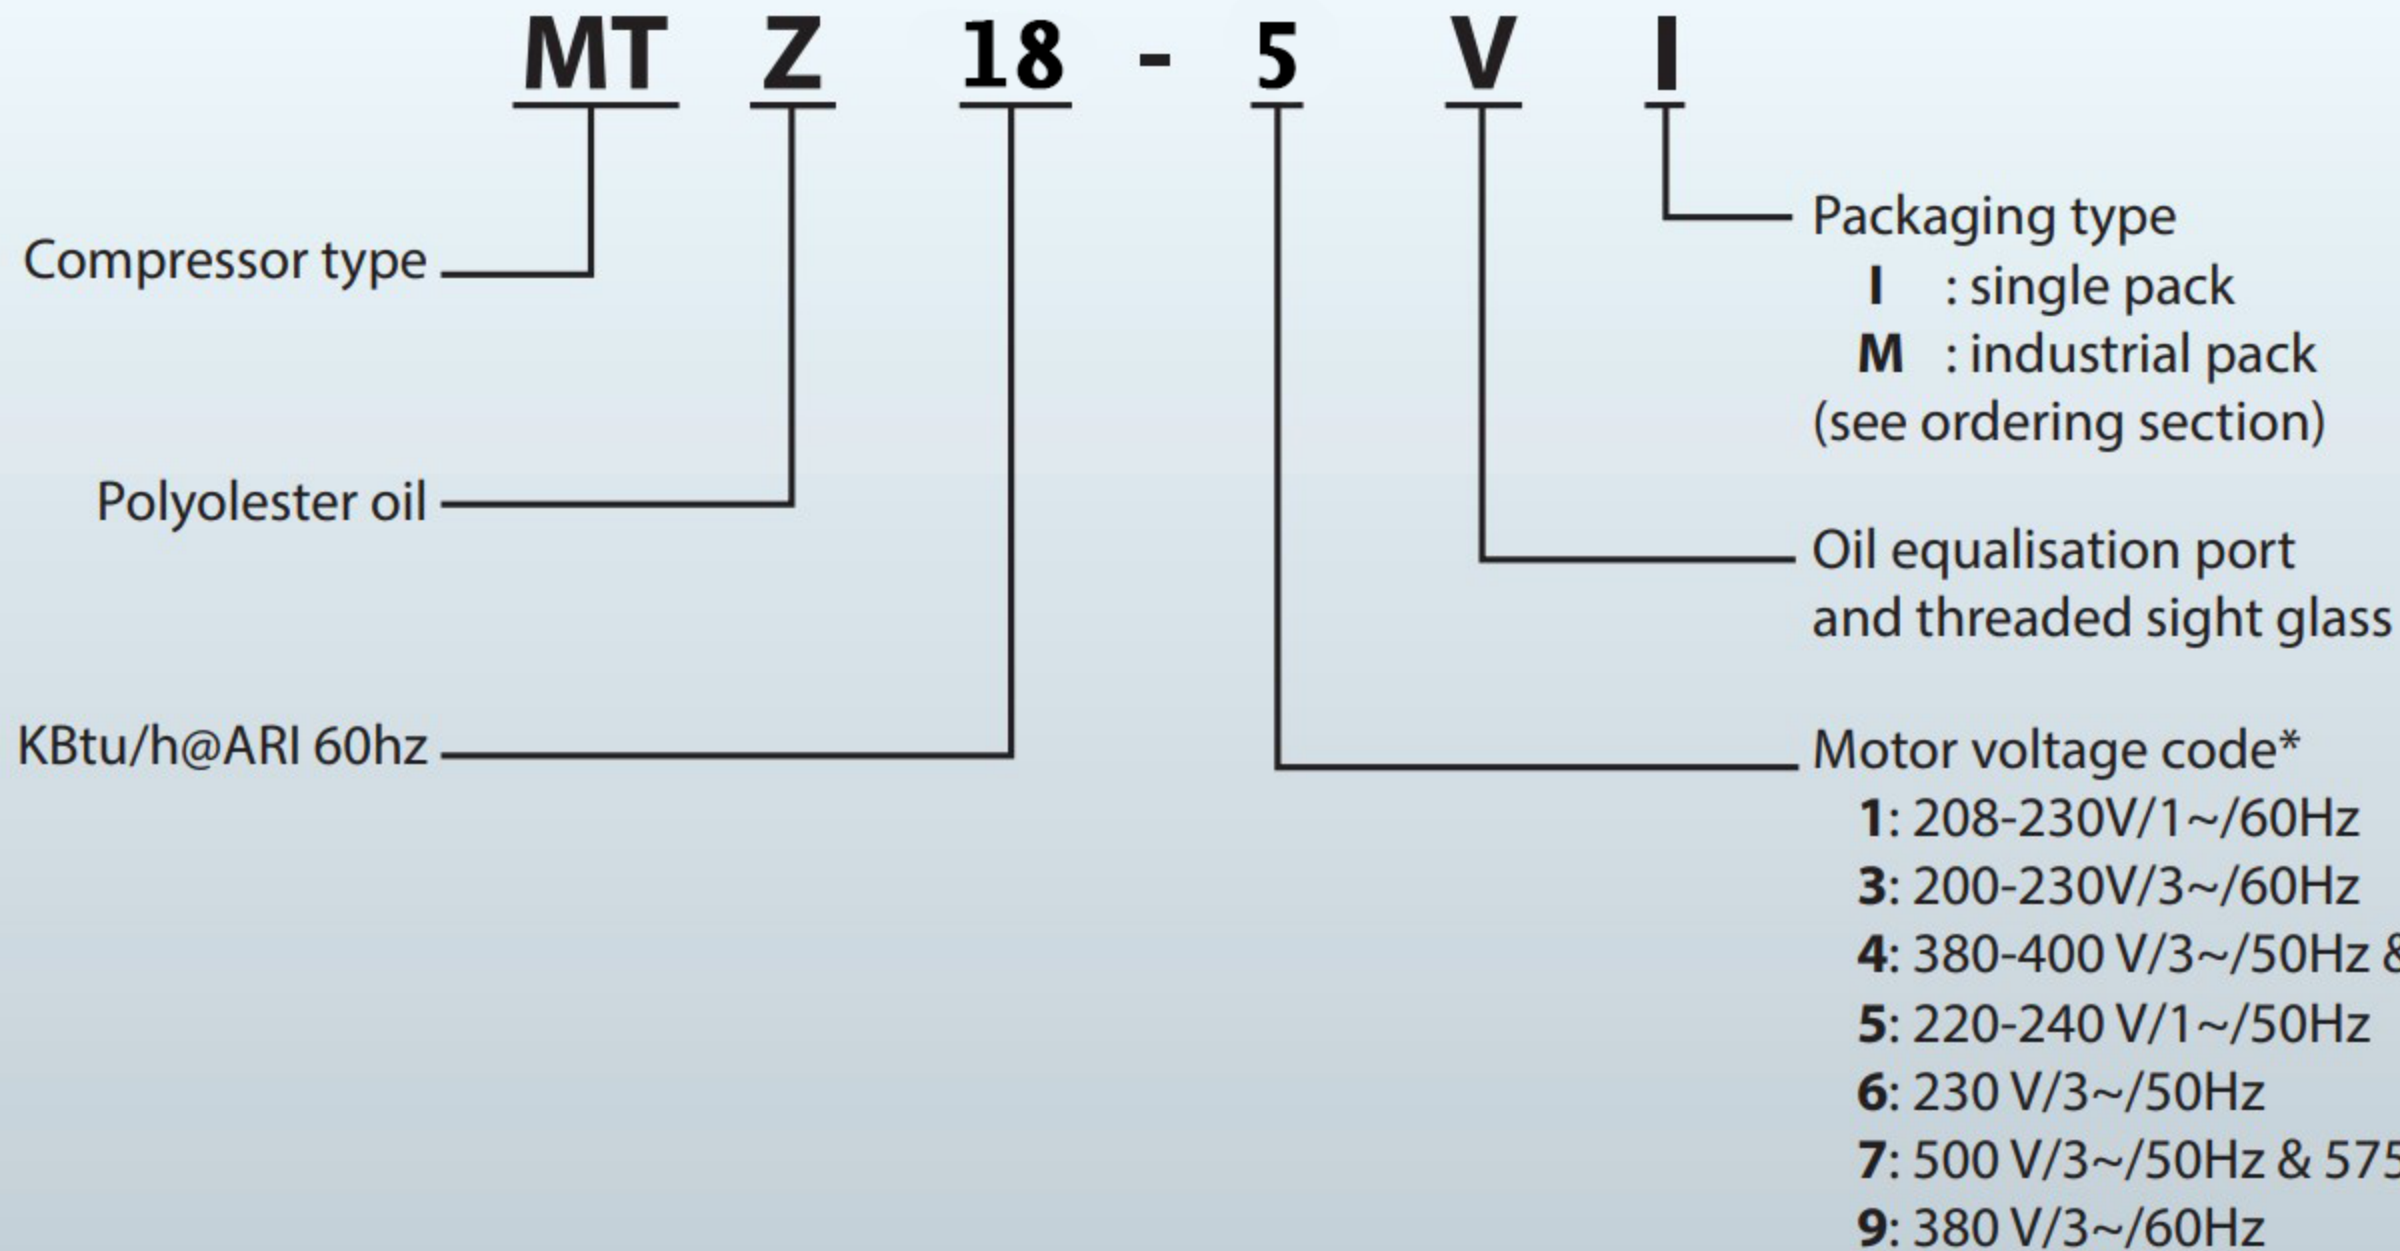 MT Z 18 - 5 V I
Compressor type
Polyolester oil
KBtu/h@ARI 60hz
Packaging type
I : single pack
M : industrial pack
(see ordering section)
Oil equalisation port
and threaded sight glass
Motor voltage code*
1: 208-230V/1~/60Hz
3: 200-230V/3~/60Hz
4: 380-400 V/3~/50Hz &
5: 220-240 V/1~/50Hz
6: 230 V/3~/50Hz
7: 500 V/3~/50Hz & 575
9: 380 V/3~/60Hz